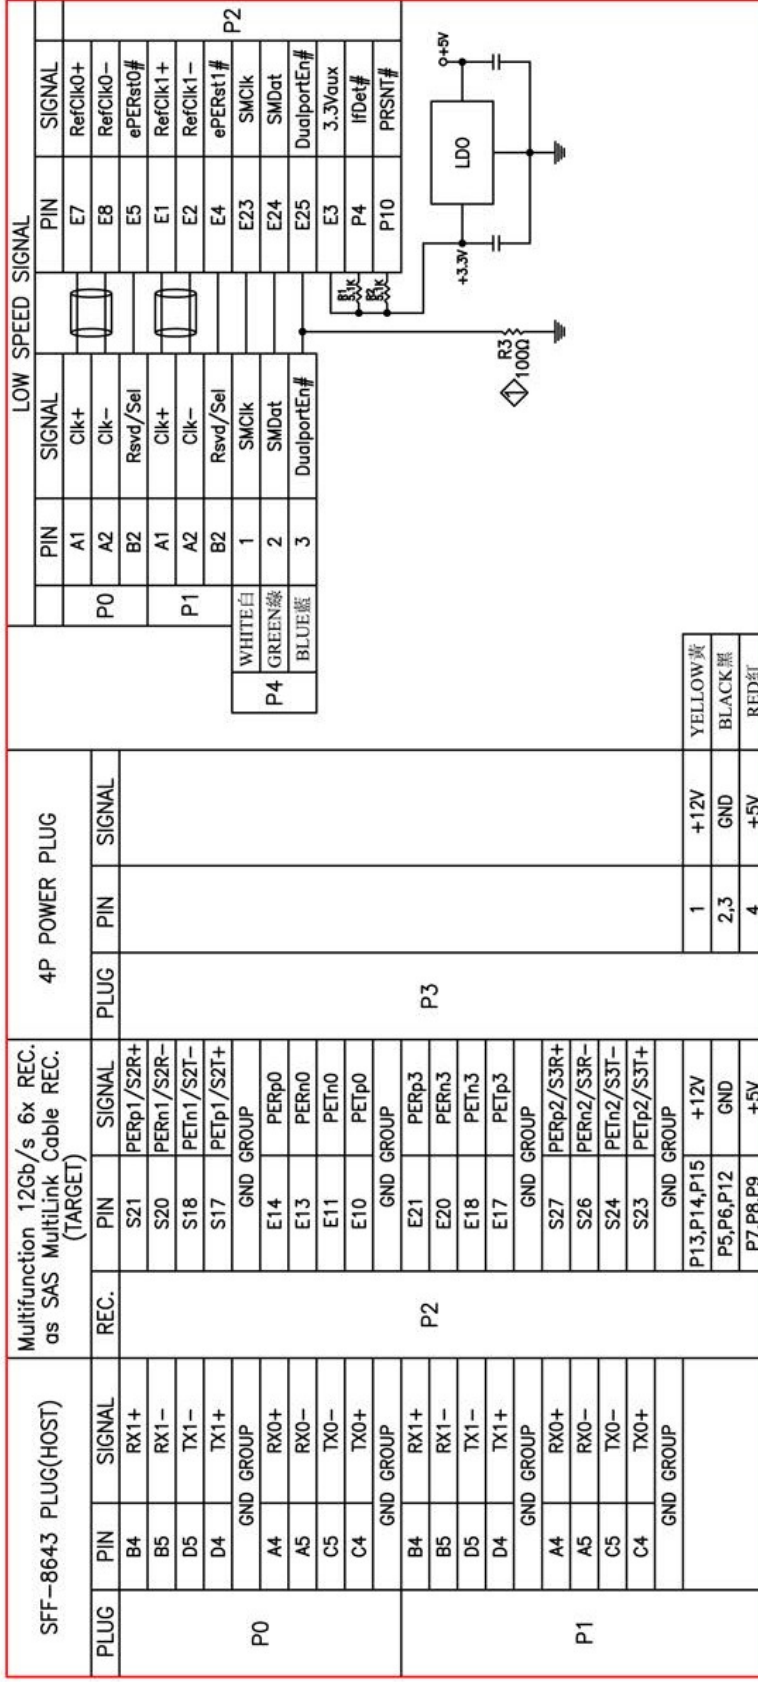 SFF-8643 PLUG(HOST)
Multifunction 12Gb/s 6x REC.
as SAS MultiLink Cable REC.
(TARGET)
4P POWER PLUG
PLUG PIN SIGNAL REC. PIN SIGNAL PLUG PIN SIGNAL
P0 P2 P3
B4 RX1+ S21 PERp1/S2R+
B5 RX1- S20 PERn1/S2R-
D5 TX1- S18 PETn1/S2T-
D4 TX1+ S17 PETp1/S2T+
GND GROUP GND GROUP
A4 RX0+ E14 PERp0
A5 RX0- E13 PERn0
C5 TX0- E11 PETn0
C4 TX0+ E10 PETp0
GND GROUP GND GROUP
P1
B4 RX1+ E21 PERp3
B5 RX1- E20 PERn3
D5 TX1- E18 PETn3
D4 TX1+ E17 PETp3
GND GROUP GND GROUP
A4 RX0+ S27 PERp2/S3R+
A5 RX0- S26 PERn2/S3R-
C5 TX0- S24 PETn2/S3T-
C4 TX0+ S23 PETp2/S3T+
GND GROUP GND GROUP
P13,P14,P15 +12V 1 +12V YELLOW黃
P5,P6,P12 GND 2,3 GND BLACK黑
P7,P8,P9 +5V 4 +5V RED紅
LOW SPEED SIGNAL
PIN SIGNAL PIN SIGNAL
P0 A1 Clk+ E7 RefClk0+ P2
A2 Clk- E8 RefClk0-
B2 Rsvd/Sel E5 ePERst0#
P1 A1 Clk+ E1 RefClk1+
A2 Clk- E2 RefClk1-
B2 Rsvd/Sel E4 ePERst1#
P4 WHITE白 1 SMClk E23 SMClk
GREEN綠 2 SMDat E24 SMDat
BLUE藍 3 DualportEn# E25 DualportEn#
E3 3.3Vaux
R1
5.1K
P4 IfDet#
R2
5.1K
P10 PRSNT#
+3.3V
LDO
+5V
1
R3
100Ω